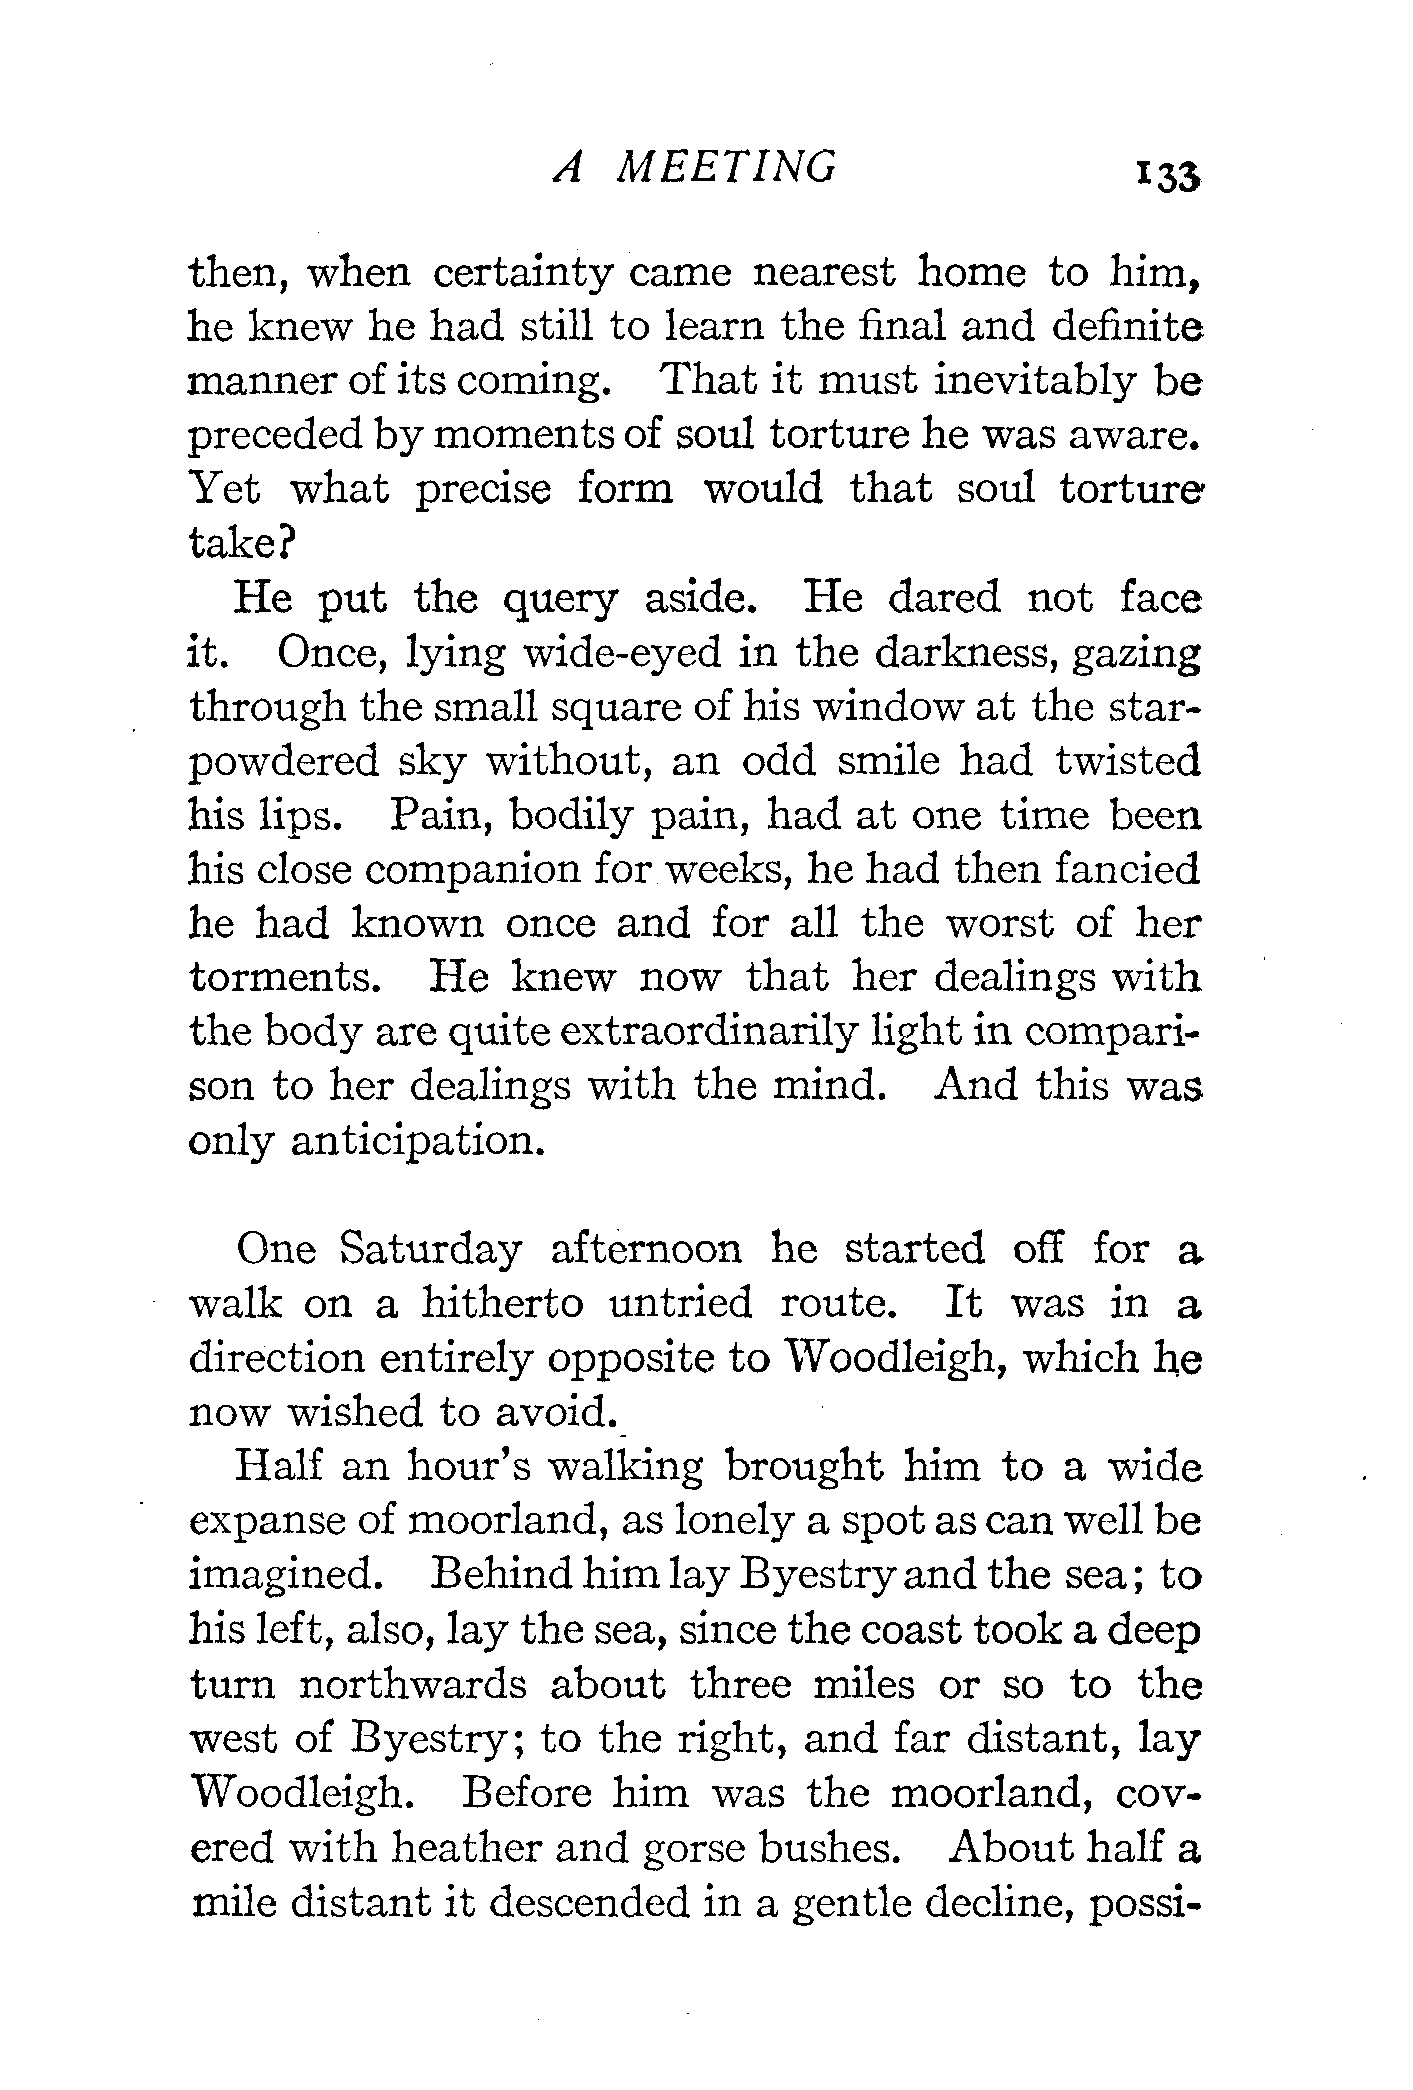 A MEETING 133
then, when certainty came nearest home to him,
he knew he had still to learn the final and definite
manner of its coming. That it must inevitably be
preceded by moments of soul torture he was aware.
Yet what precise form would that soul torture
take?
He put the query aside. He dared not face
it. Once, lying wide-eyed in the darkness, gazing
through the small square of his window at the star-
powdered sky without, an odd smile had twisted
his lips. Pain, bodily pain, had at one time been
his close companion for weeks, he had then fancied
he had known once and for all the worst of her
torments. He knew now that her dealings with
the body are quite extraordinarily light in compari-
son to her dealings with the mind. And this was
only anticipation.
One Saturday afternoon he started off for a
walk on a hitherto untried route. It was in a
direction entirely opposite to Woodleigh, which he
now wished to avoid.
Half an hour's walking brought him to a wide
expanse of moorland, as lonely a spot as can well be
imagined. Behind him lay Byestry and the sea; to
his left, also, lay the sea, since the coast took a deep
turn northwards about three miles or so to the
west of Byestry; to the right, and far distant, lay
Woodleigh. Before him was the moorland, cov-
ered with heather and gorse bushes. About half a
mile distant it descended in a gentle decline, possi-